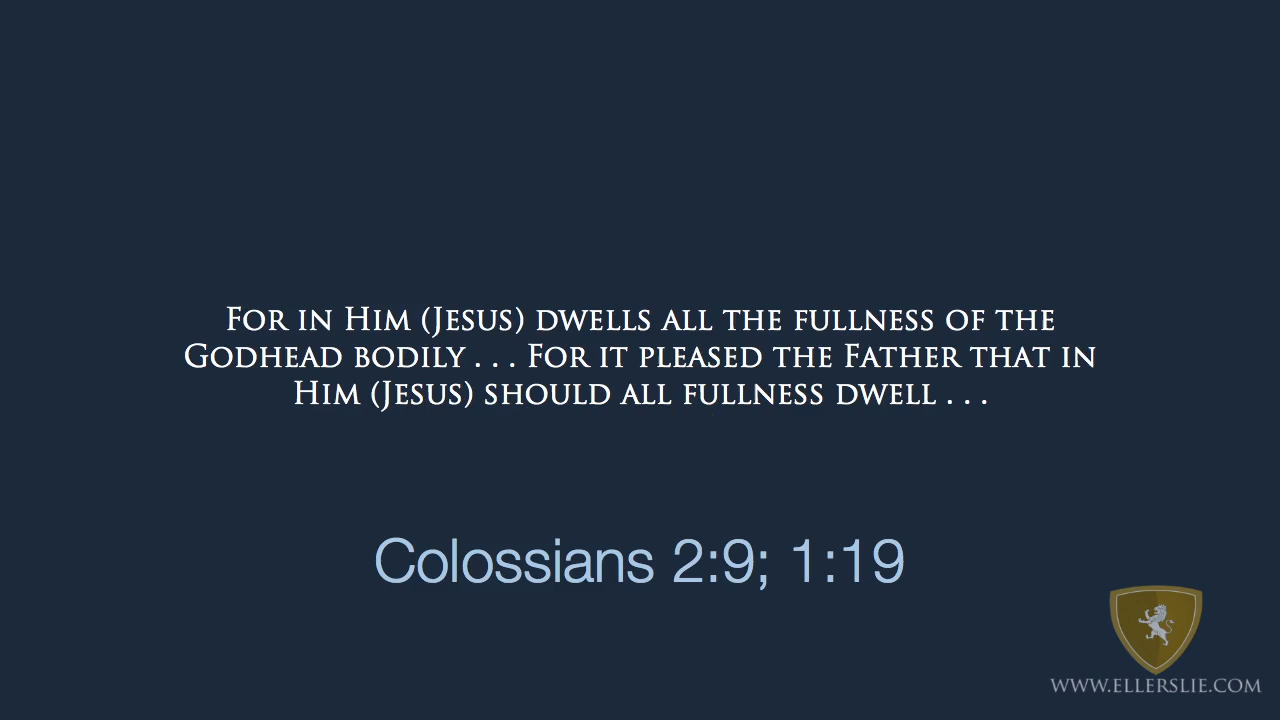 For in Him (Jesus) dwells all the fullness of the
Godhead bodily . . . For it pleased the Father that in
Him (Jesus) should all fullness dwell . . .
Colossians 2:9; 1:19
WWW.ELLERSLIE.COM